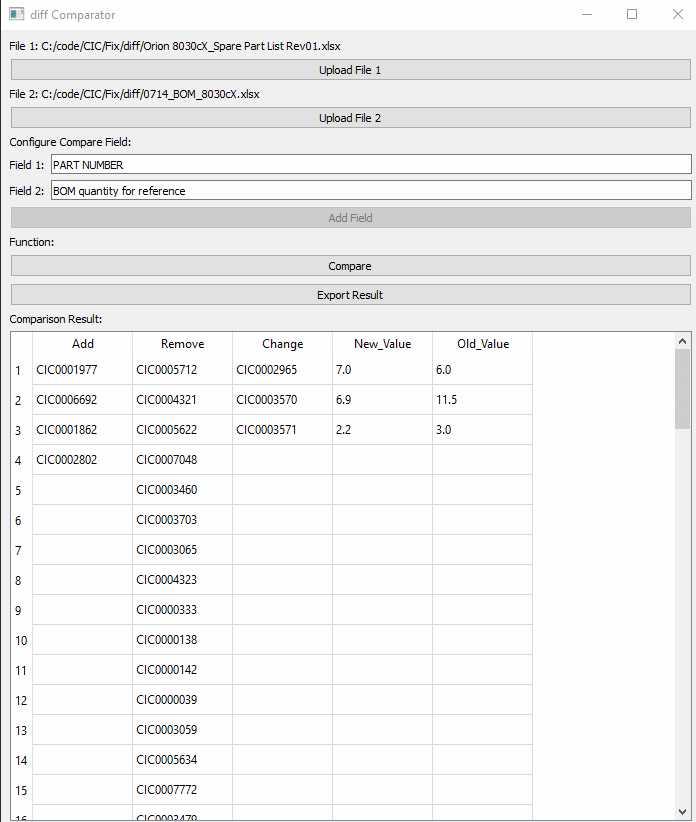 diff Comparator
File 1: C:/code/CIC/Fix/diff/Orion 8030cX_Spare Part List Rev01.xlsx
Upload File 1
File 2: C:/code/CIC/Fix/diff/0714_BOM_8030cX.xlsx
Upload File 2
Configure Compare Field:
Field 1: PART NUMBER
Field 2: BOM quantity for reference
Add Field
Function:
Compare
Export Result
Comparison Result:
Add Remove Change New_Value Old_Value
1 CIC0001977 CIC0005712 CIC0002965 7.0 6.0
2 CIC0006692 CIC0004321 CIC0003570 6.9 11.5
3 CIC0001862 CIC0005622 CIC0003571 2.2 3.0
4 CIC0002802 CIC0007048
5 CIC0003460
6 CIC0003703
7 CIC0003065
8 CIC0004323
9 CIC0000333
10 CIC0000138
11 CIC0000142
12 CIC0000039
13 CIC0003059
14 CIC0005634
15 CIC0007772
16 CIC0003479